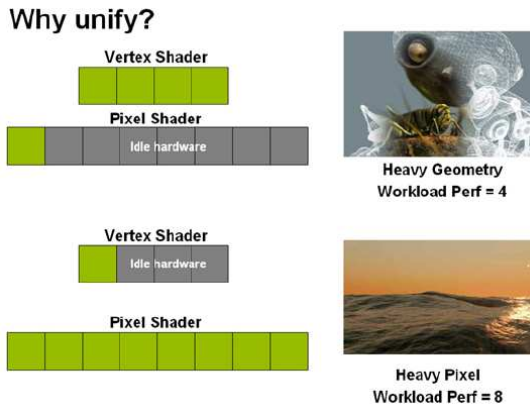 Why unify?
Vertex Shader
Pixel Shader
Idle hardware
Heavy Geometry
Workload Perf = 4
Vertex Shader
Idle hardware
Pixel Shader
Heavy Pixel
Workload Perf = 8